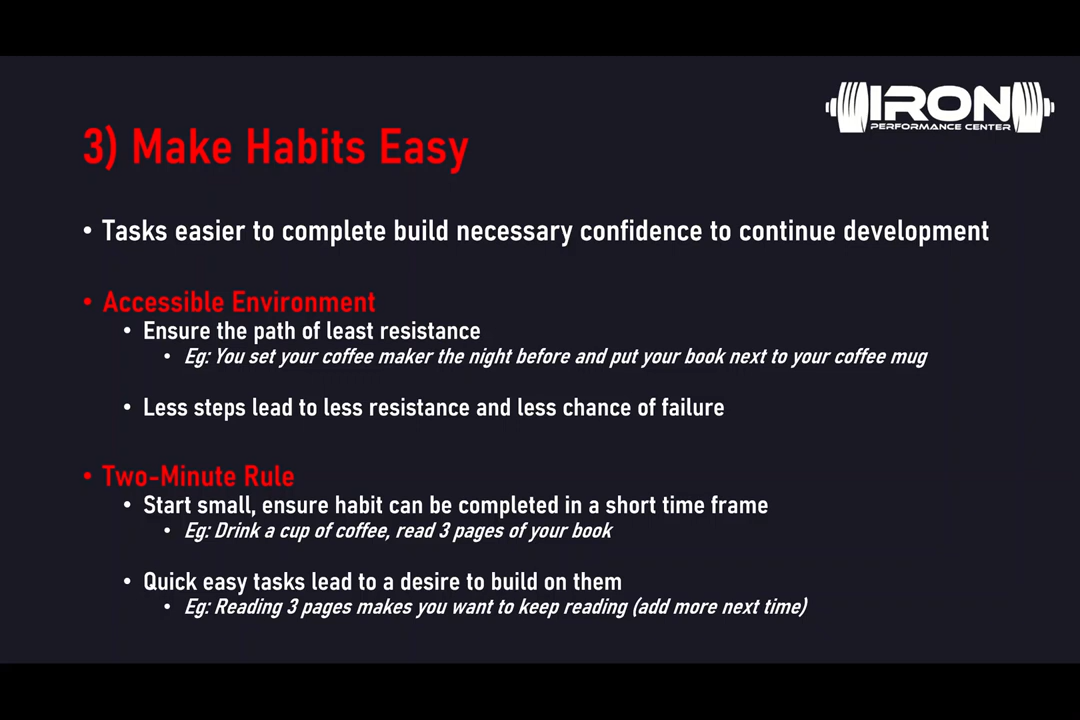 IRON
PERFORMANCE CENTER
3) Make Habits Easy
• Tasks easier to complete build necessary confidence to continue development
• Accessible Environment
• Ensure the path of least resistance
• Eg: You set your coffee maker the night before and put your book next to your coffee mug
• Less steps lead to less resistance and less chance of failure
• Two-Minute Rule
• Start small, ensure habit can be completed in a short time frame
• Eg: Drink a cup of coffee, read 3 pages of your book
• Quick easy tasks lead to a desire to build on them
• Eg: Reading 3 pages makes you want to keep reading (add more next time)